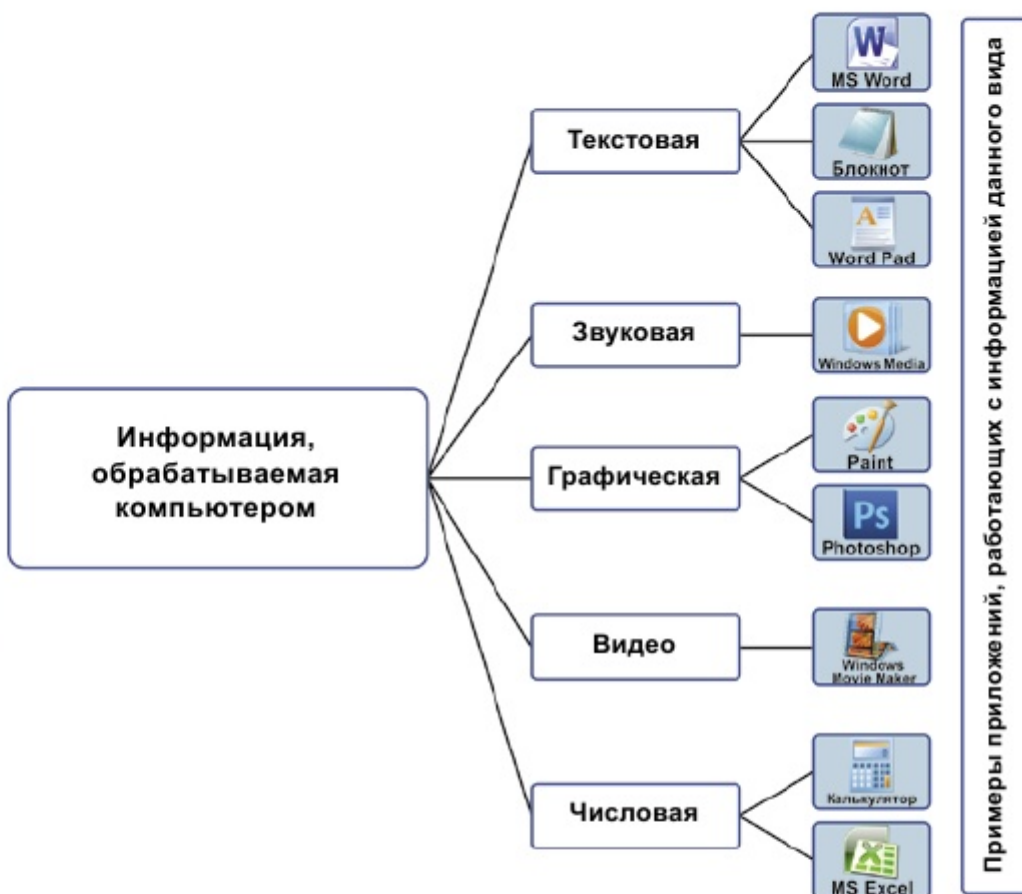 Информация,
обрабатываемая
компьютером
Текстовая
MS Word
Блокнот
Word Pad
Звуковая
Windows Media
Графическая
Paint
Ps
Photoshop
Видео
Windows
Movie Maker
Числовая
Калькулятор
MS Excel
Примеры приложений, работающих с информацией данного вида